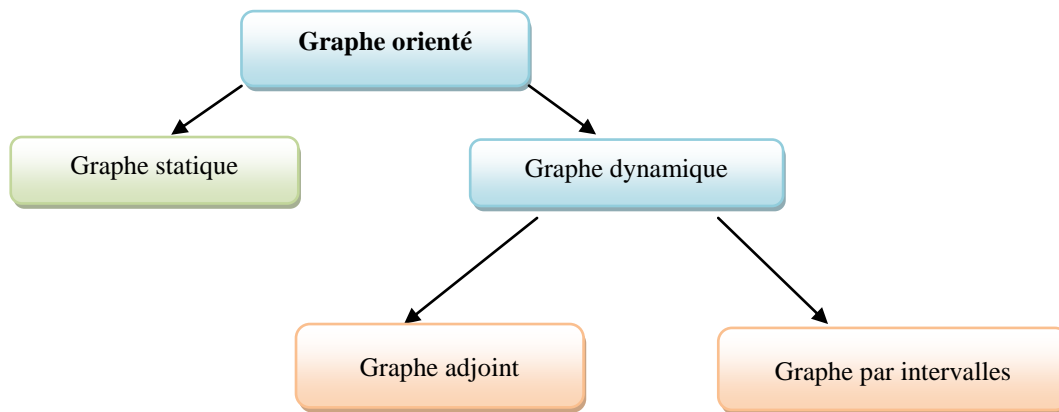 Graphe orienté
Graphe statique
Graphe dynamique
Graphe adjoint
Graphe par intervalles